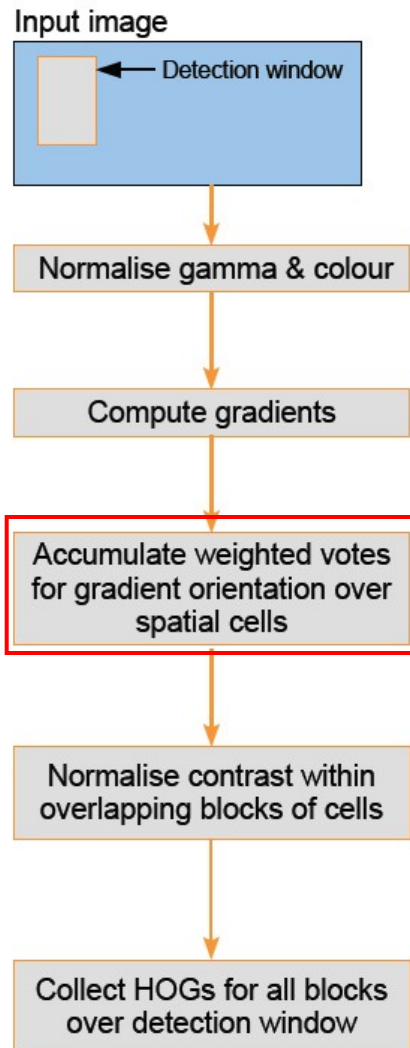 Input image
Detection window
Normalise gamma & colour
Compute gradients
Accumulate weighted votes
for gradient orientation over
spatial cells
Normalise contrast within
overlapping blocks of cells
Collect HOGs for all blocks
over detection window